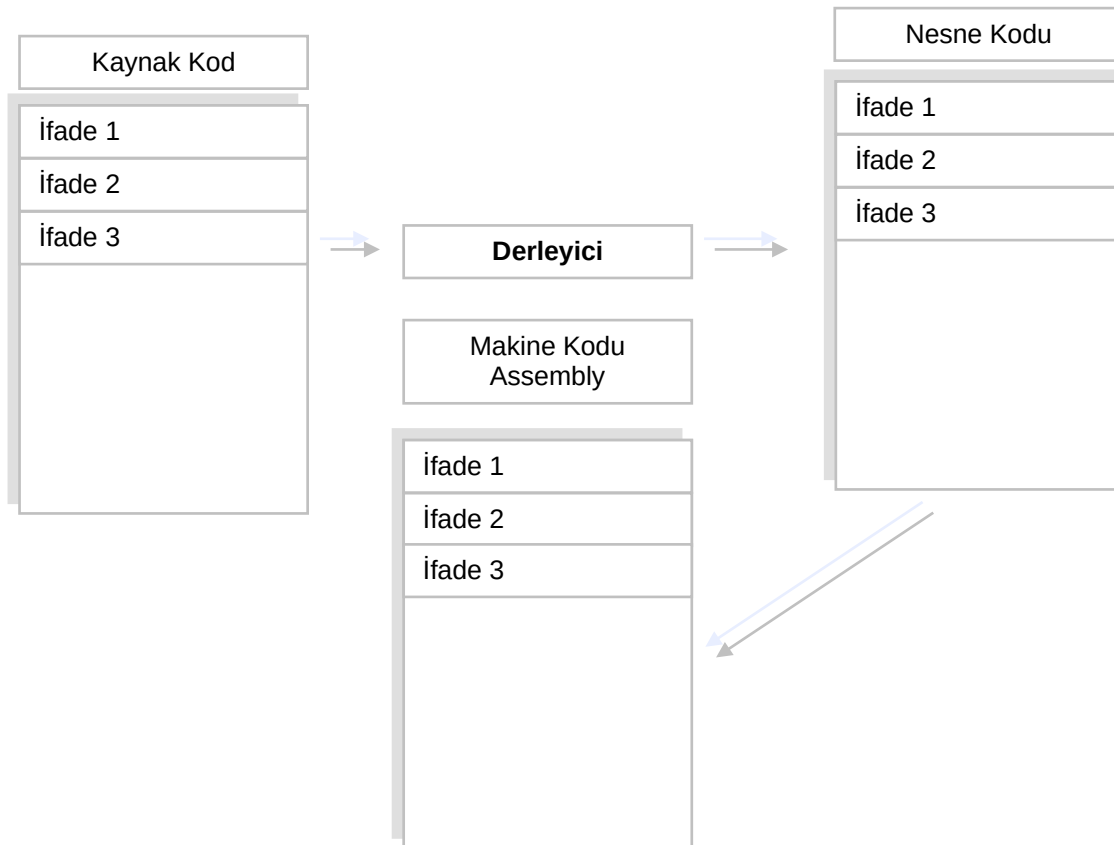 Kaynak Kod
İfade 1
İfade 2
İfade 3
Derleyici
Nesne Kodu
İfade 1
İfade 2
İfade 3
Makine Kodu
Assembly
İfade 1
İfade 2
İfade 3